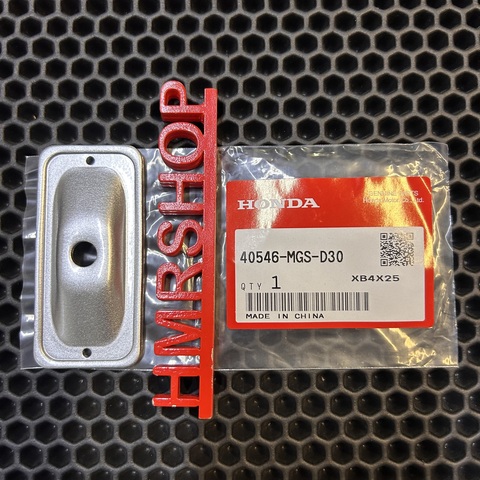 HMRSHOP
HONDA
40546-MGS-D30
QTY 1
XB4X25
MADE IN CHINA